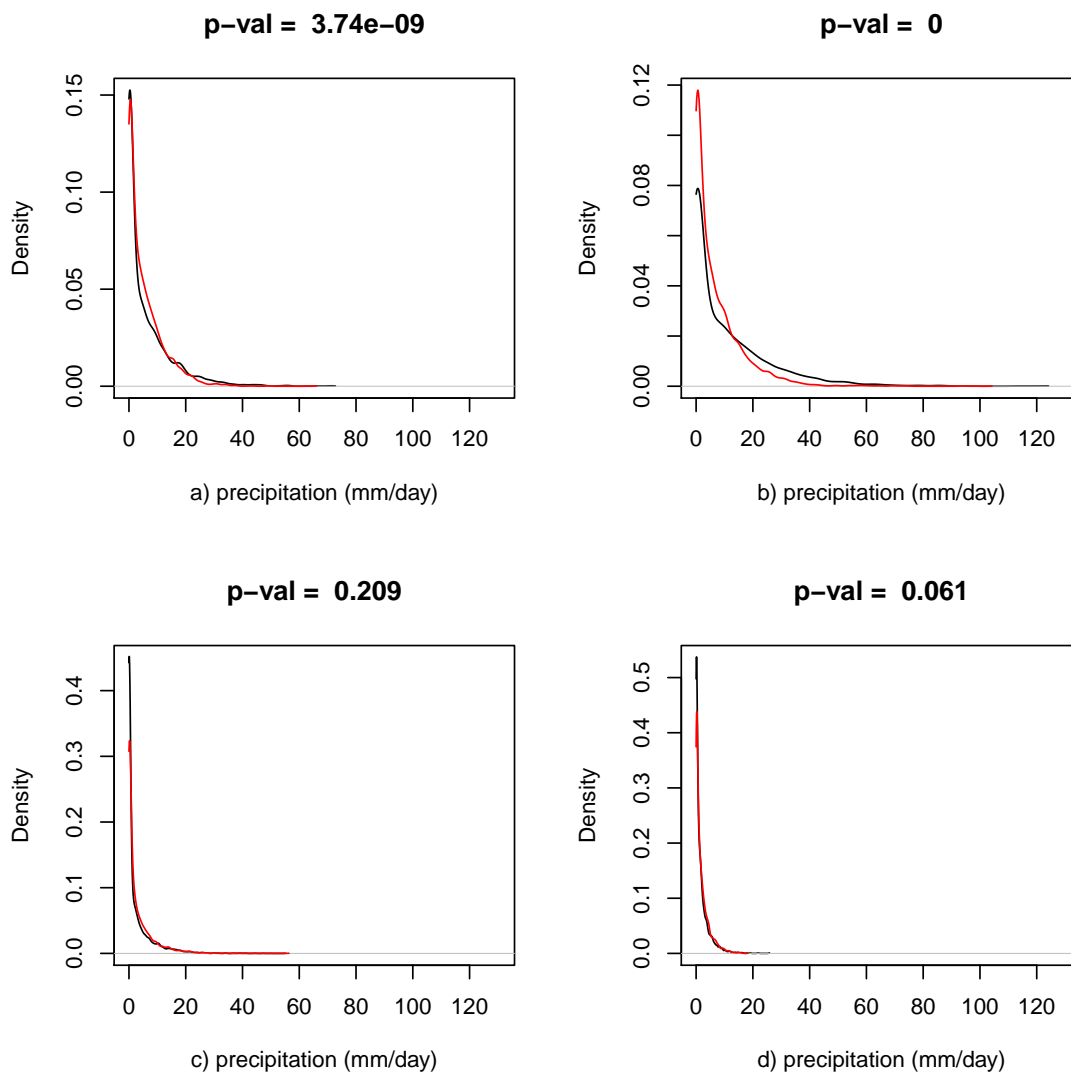 p−val = 3.74e−09
Density
0.00 0.05 0.10 0.15
0 20 40 60 80 100 120
a) precipitation (mm/day)
p−val = 0
Density
0.00 0.04 0.08 0.12
0 20 40 60 80 100 120
b) precipitation (mm/day)
p−val = 0.209
Density
0.0 0.1 0.2 0.3 0.4
0 20 40 60 80 100 120
c) precipitation (mm/day)
p−val = 0.061
Density
0.0 0.1 0.2 0.3 0.4 0.5
0 20 40 60 80 100 120
d) precipitation (mm/day)